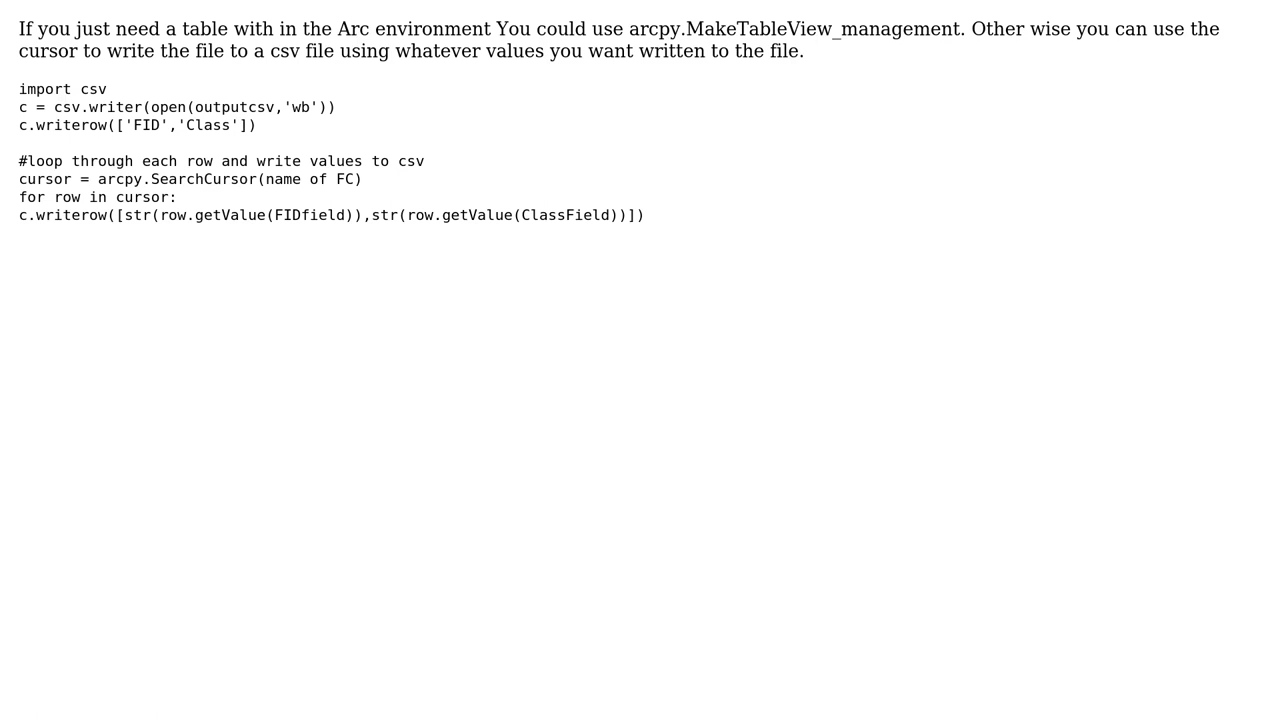 If you just need a table with in the Arc environment You could use arcpy.MakeTableView_management. Other wise you can use the
cursor to write the file to a csv file using whatever values you want written to the file.
import csv
c = csv.writer(open(outputcsv,'wb'))
c.writerow(['FID','Class'])
#loop through each row and write values to csv
cursor = arcpy.SearchCursor(name of FC)
for row in cursor:
c.writerow([str(row.getValue(FIDfield)),str(row.getValue(ClassField))])